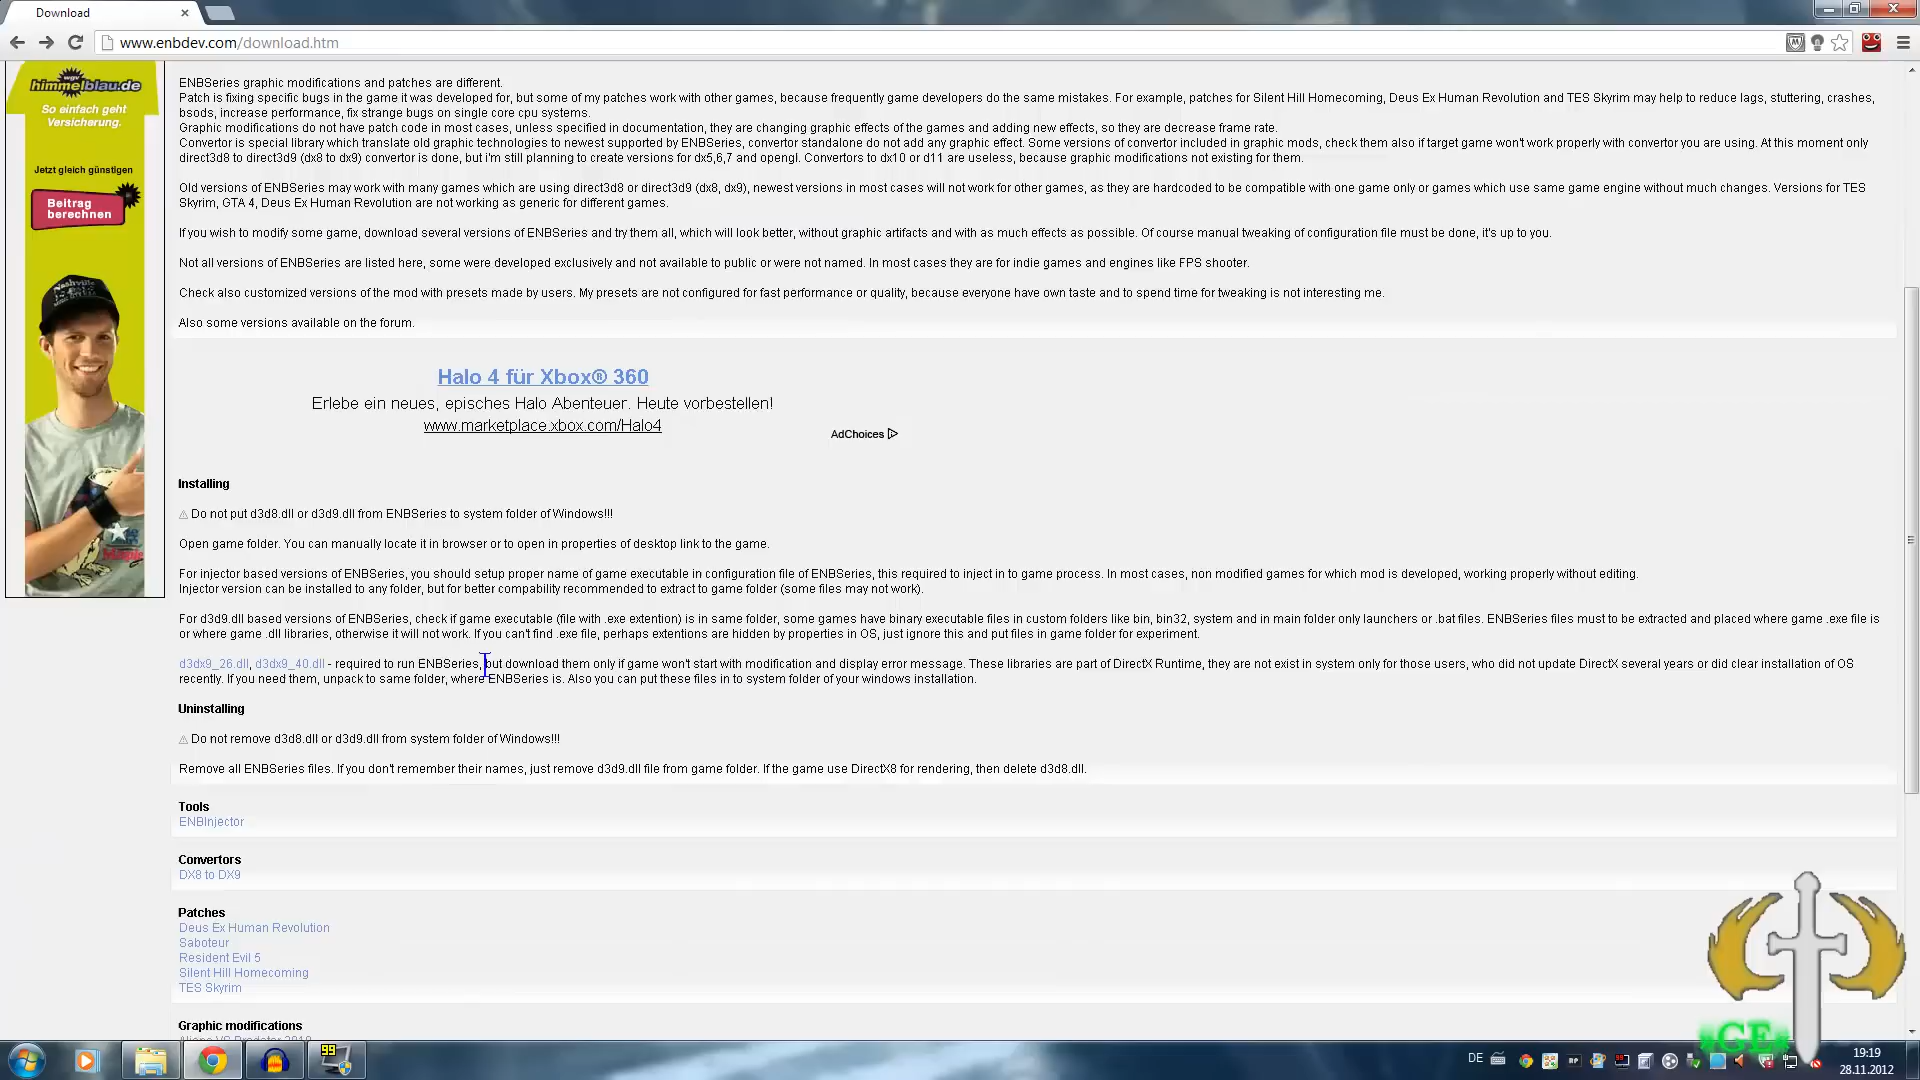 Download
www.enbdev.com/download.htm
wgv
himmelblau.de
So einfach geht
Versicherung.
Jetzt gleich günstigen
Beitrag
berechnen
Nashville
ENBSeries graphic modifications and patches are different.
Patch is fixing specific bugs in the game it was developed for, but some of my patches work with other games, because frequently game developers do the same mistakes. For example, patches for Silent Hill Homecoming, Deus Ex Human Revolution and TES Skyrim may help to reduce lags, stuttering, crashes,
bsods, increase performance, fix strange bugs on single core cpu systems.
Graphic modifications do not have patch code in most cases, unless specified in documentation, they are changing graphic effects of the games and adding new effects, so they are decrease frame rate.
Convertor is special library which translate old graphic technologies to newest supported by ENBSeries, convertor standalone do not add any graphic effect. Some versions of convertor included in graphic mods, check them also if target game won't work properly with convertor you are using. At this moment only
direct3d8 to direct3d9 (dx8 to dx9) convertor is done, but i'm still planning to create versions for dx5,6,7 and opengl. Convertors to dx10 or d11 are useless, because graphic modifications not existing for them.
Old versions of ENBSeries may work with many games which are using direct3d8 or direct3d9 (dx8, dx9), newest versions in most cases will not work for other games, as they are hardcoded to be compatible with one game only or games which use same game engine without much changes. Versions for TES
Skyrim, GTA 4, Deus Ex Human Revolution are not working as generic for different games.
If you wish to modify some game, download several versions of ENBSeries and try them all, which will look better, without graphic artifacts and with as much effects as possible. Of course manual tweaking of configuration file must be done, it's up to you.
Not all versions of ENBSeries are listed here, some were developed exclusively and not available to public or were not named. In most cases they are for indie games and engines like FPS shooter.
Check also customized versions of the mod with presets made by users. My presets are not configured for fast performance or quality, because everyone have own taste and to spend time for tweaking is not interesting me.
Also some versions available on the forum.
Halo 4 für Xbox® 360
Erlebe ein neues, episches Halo Abenteuer. Heute vorbestellen!
www.marketplace.xbox.com/Halo4
AdChoices
Installing
Do not put d3d8.dll or d3d9.dll from ENBSeries to system folder of Windows!!!
Open game folder. You can manually locate it in browser or to open in properties of desktop link to the game.
For injector based versions of ENBSeries, you should setup proper name of game executable in configuration file of ENBSeries, this required to inject in to game process. In most cases, non modified games for which mod is developed, working properly without editing.
Injector version can be installed to any folder, but for better compability recommended to extract to game folder (some files may not work).
For d3d9.dll based versions of ENBSeries, check if game executable (file with .exe extention) is in same folder, some games have binary executable files in custom folders like bin, bin32, system and in main folder only launchers or .bat files. ENBSeries files must to be extracted and placed where game .exe file is
or where game .dll libraries, otherwise it will not work. If you can't find .exe file, perhaps extentions are hidden by properties in OS, just ignore this and put files in game folder for experiment.
d3dx9_26.dll, d3dx9_40.dll - required to run ENBSeries, but download them only if game won't start with modification and display error message. These libraries are part of DirectX Runtime, they are not exist in system only for those users, who did not update DirectX several years or did clear installation of OS
recently. If you need them, unpack to same folder, where ENBSeries is. Also you can put these files in to system folder of your windows installation.
Uninstalling
Do not remove d3d8.dll or d3d9.dll from system folder of Windows!!!
Remove all ENBSeries files. If you don't remember their names, just remove d3d9.dll file from game folder. If the game use DirectX8 for rendering, then delete d3d8.dll.
Tools
ENBInjector
Convertors
DX8 to DX9
Patches
Deus Ex Human Revolution
Saboteur
Resident Evil 5
Silent Hill Homecoming
TES Skyrim
Graphic modifications
*GE*
99
DE
19:19
28.11.2012